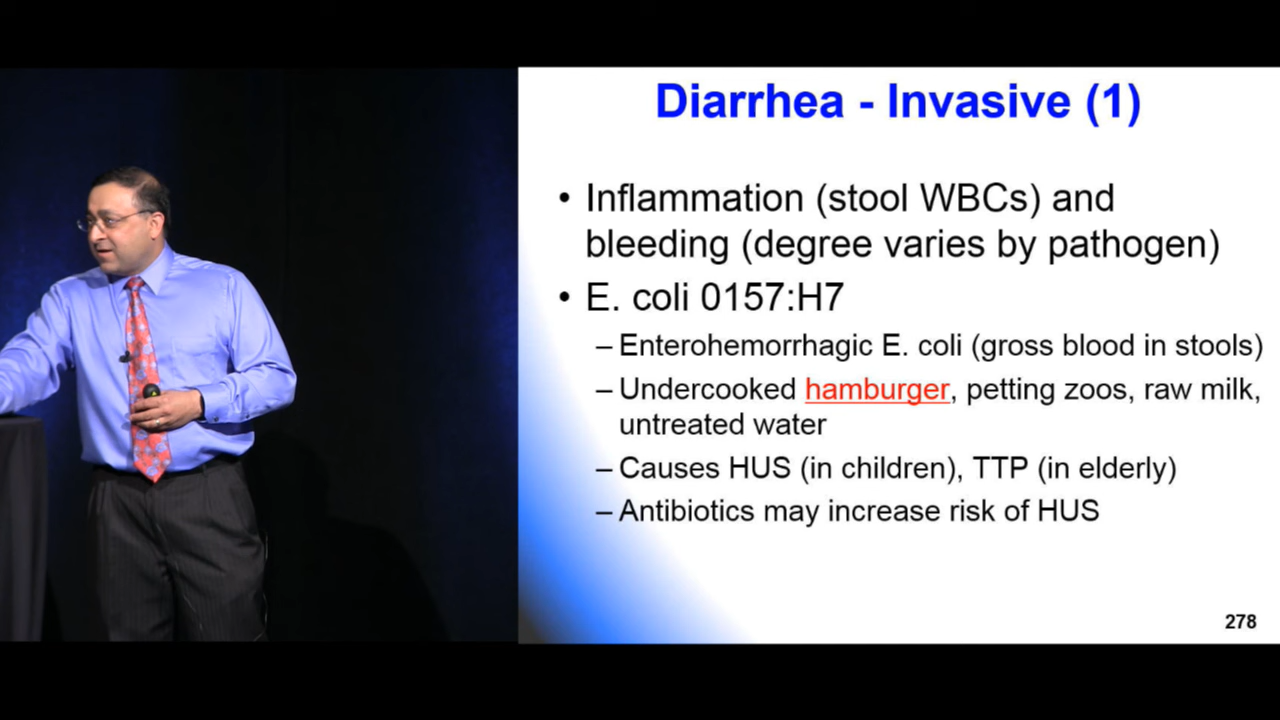 Diarrhea - Invasive (1)
• Inflammation (stool WBCs) and
bleeding (degree varies by pathogen)
• E. coli 0157:H7
– Enterohemorrhagic E. coli (gross blood in stools)
– Undercooked hamburger, petting zoos, raw milk,
untreated water
– Causes HUS (in children), TTP (in elderly)
– Antibiotics may increase risk of HUS
278